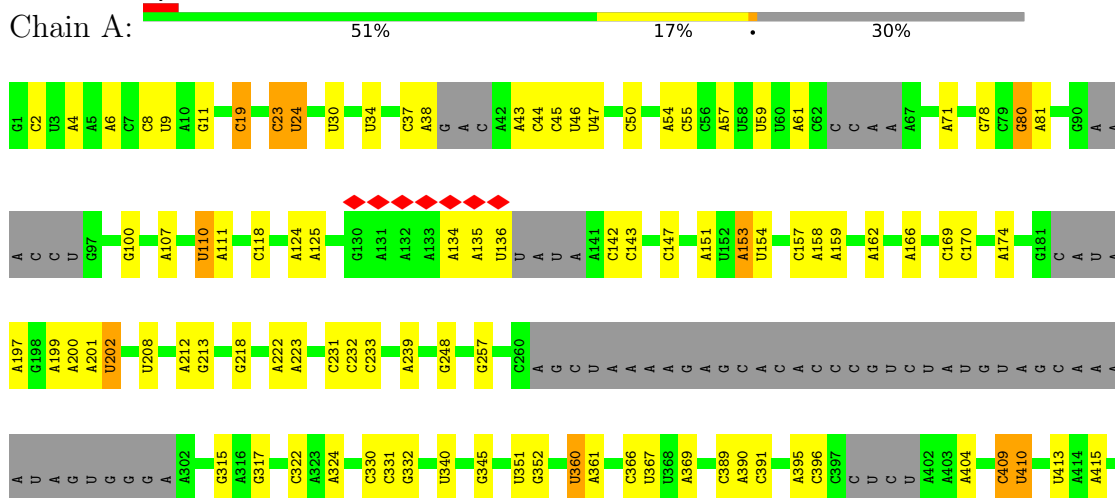 Chain A:
51% 17% • 30%
G1 C2 U3 A4 A5 A6 C7 C8 U9 A10 G11 C19 C23 U24 U30 U34 C37 A38 G A C A42 A43 C44 C45 U46 U47 C50 A54 C55 C56 A57 U58 U59 U60 A61 C62 C C A A A67 A71 G78 C79 G80 A81 G90 A A
A C C U G97 G100 A107 U110 A111 C118 A124 A125 G130 A131 A132 A133 A134 A135 U136 U A U A A141 C142 C143 C147 A151 U152 A153 U154 C157 A158 A159 A162 A166 C169 C170 A174 G181 C A U A
A197 G198 A199 A200 A201 U202 U208 A212 G213 G218 A222 A223 C231 C232 C233 A239 G248 G257 C260 A G C U A A A A G A G C A C A C C C G U C U A U G U A G C A A A
A U A G U G G G A A302 G315 A316 G317 C322 A323 A324 C330 C331 G332 U340 G345 U351 G352 U360 A361 C366 U367 U368 A369 C389 A390 C391 A395 C396 C397 C U C U A402 A403 A404 C409 U410 U413 A414 A415